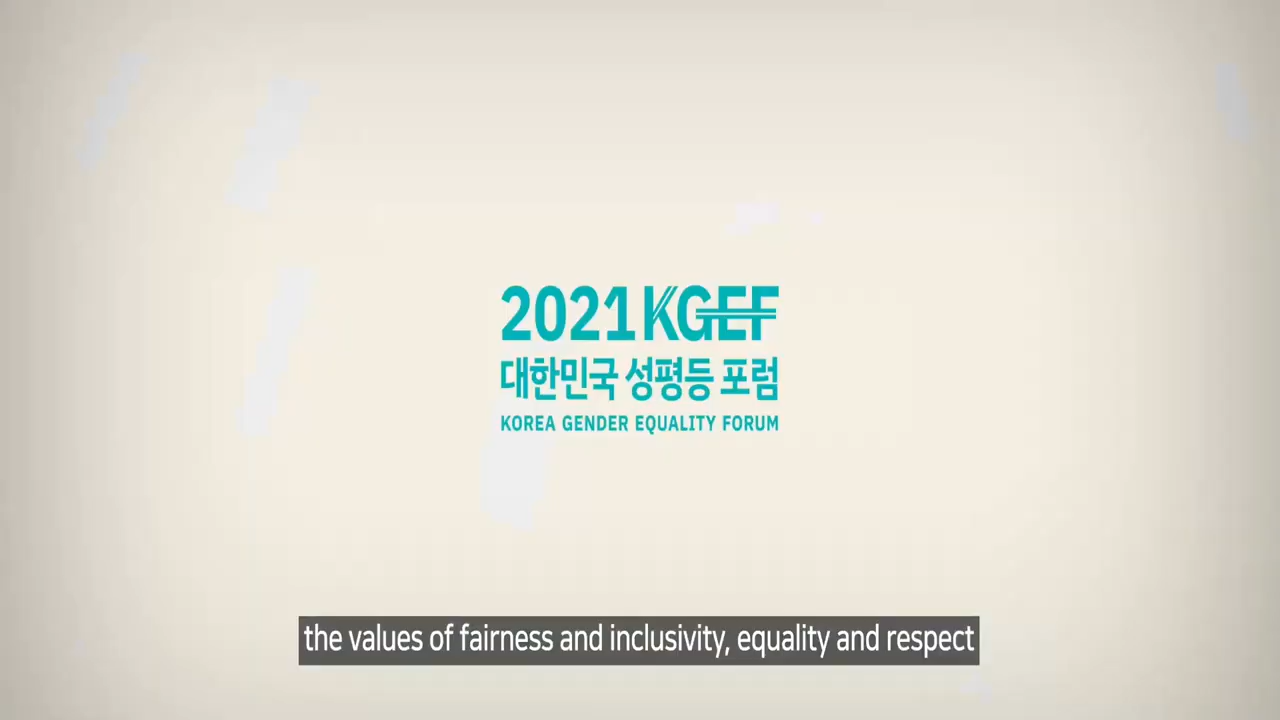 2021 KGEF
대한민국 성평등 포럼
KOREA GENDER EQUALITY FORUM
the values of fairness and inclusivity, equality and respect